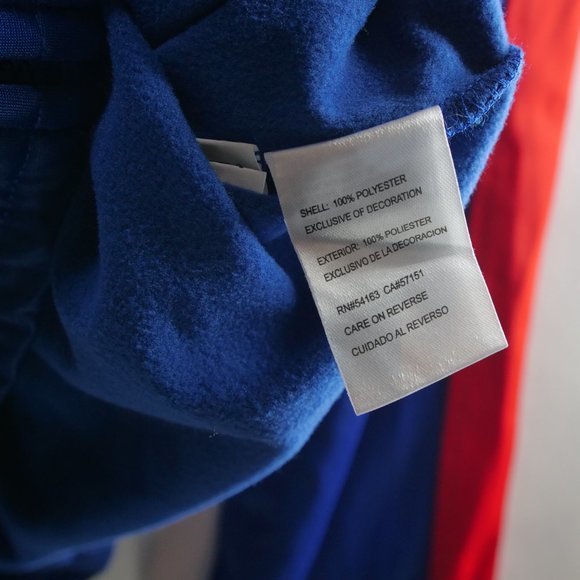 SHELL: 100% POLYESTER
EXCLUSIVE OF DECORATION
EXTERIOR: 100% POLIESTER
EXCLUSIVO DE LA DECORACION
RN#54163 CA#57151
CARE ON REVERSE
CUIDADO AL REVERSO